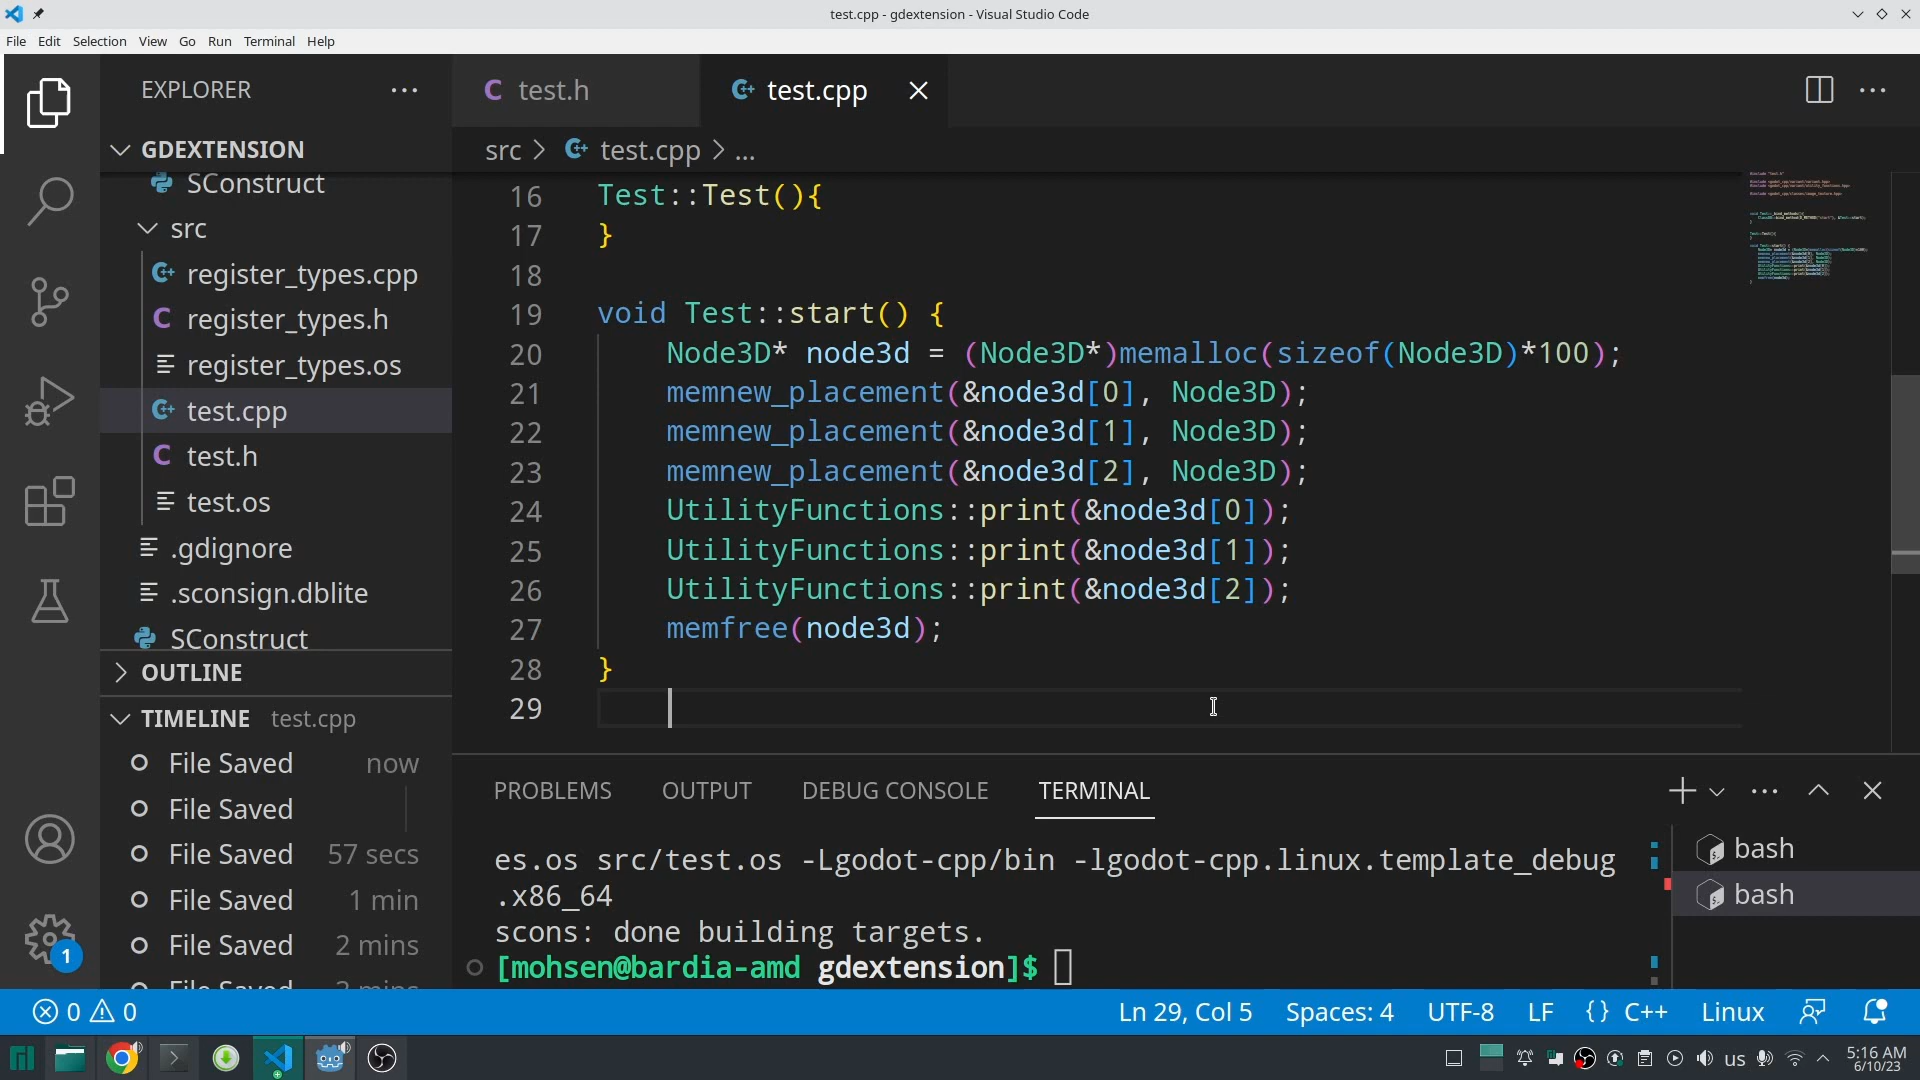 test.cpp - gdextension - Visual Studio Code
File Edit Selection View Go Run Terminal Help
EXPLORER
GDEXTENSION
SConstruct
src
register_types.cpp
register_types.h
register_types.os
test.cpp
test.h
test.os
.gdignore
.sconsign.dblite
SConstruct
OUTLINE
TIMELINE test.cpp
File Saved now
File Saved
File Saved 57 secs
File Saved 1 min
File Saved 2 mins
File Saved 2 mins
1
test.h
test.cpp
src > test.cpp > ...
16 Test::Test(){
17 }
18
19 void Test::start() {
20 Node3D* node3d = (Node3D*)memalloc(sizeof(Node3D)*100);
21 memnew_placement(&node3d[0], Node3D);
22 memnew_placement(&node3d[1], Node3D);
23 memnew_placement(&node3d[2], Node3D);
24 UtilityFunctions::print(&node3d[0]);
25 UtilityFunctions::print(&node3d[1]);
26 UtilityFunctions::print(&node3d[2]);
27 memfree(node3d);
28 }
29
PROBLEMS OUTPUT DEBUG CONSOLE TERMINAL
es.os src/test.os -Lgodot-cpp/bin -lgodot-cpp.linux.template_debug
.x86_64
scons: done building targets.
[mohsen@bardia-amd gdextension]$
bash
bash
0 0 Ln 29, Col 5 Spaces: 4 UTF-8 LF {} C++ Linux
us 5:16 AM
6/10/23